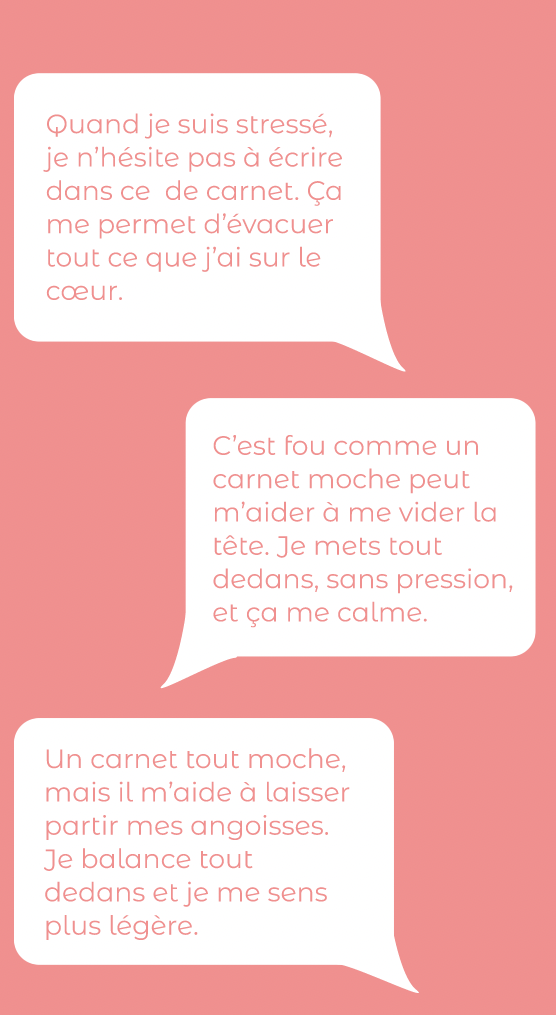 Quand je suis stressé,
je n’hésite pas à écrire
dans ce  de carnet. Ça
me permet d’évacuer
tout ce que j’ai sur le
cœur.
C’est fou comme un
carnet moche peut
m’aider à me vider la
tête. Je mets tout
dedans, sans pression,
et ça me calme.
Un carnet tout moche,
mais il m’aide à laisser
partir mes angoisses.
Je balance tout
dedans et je me sens
plus légère.